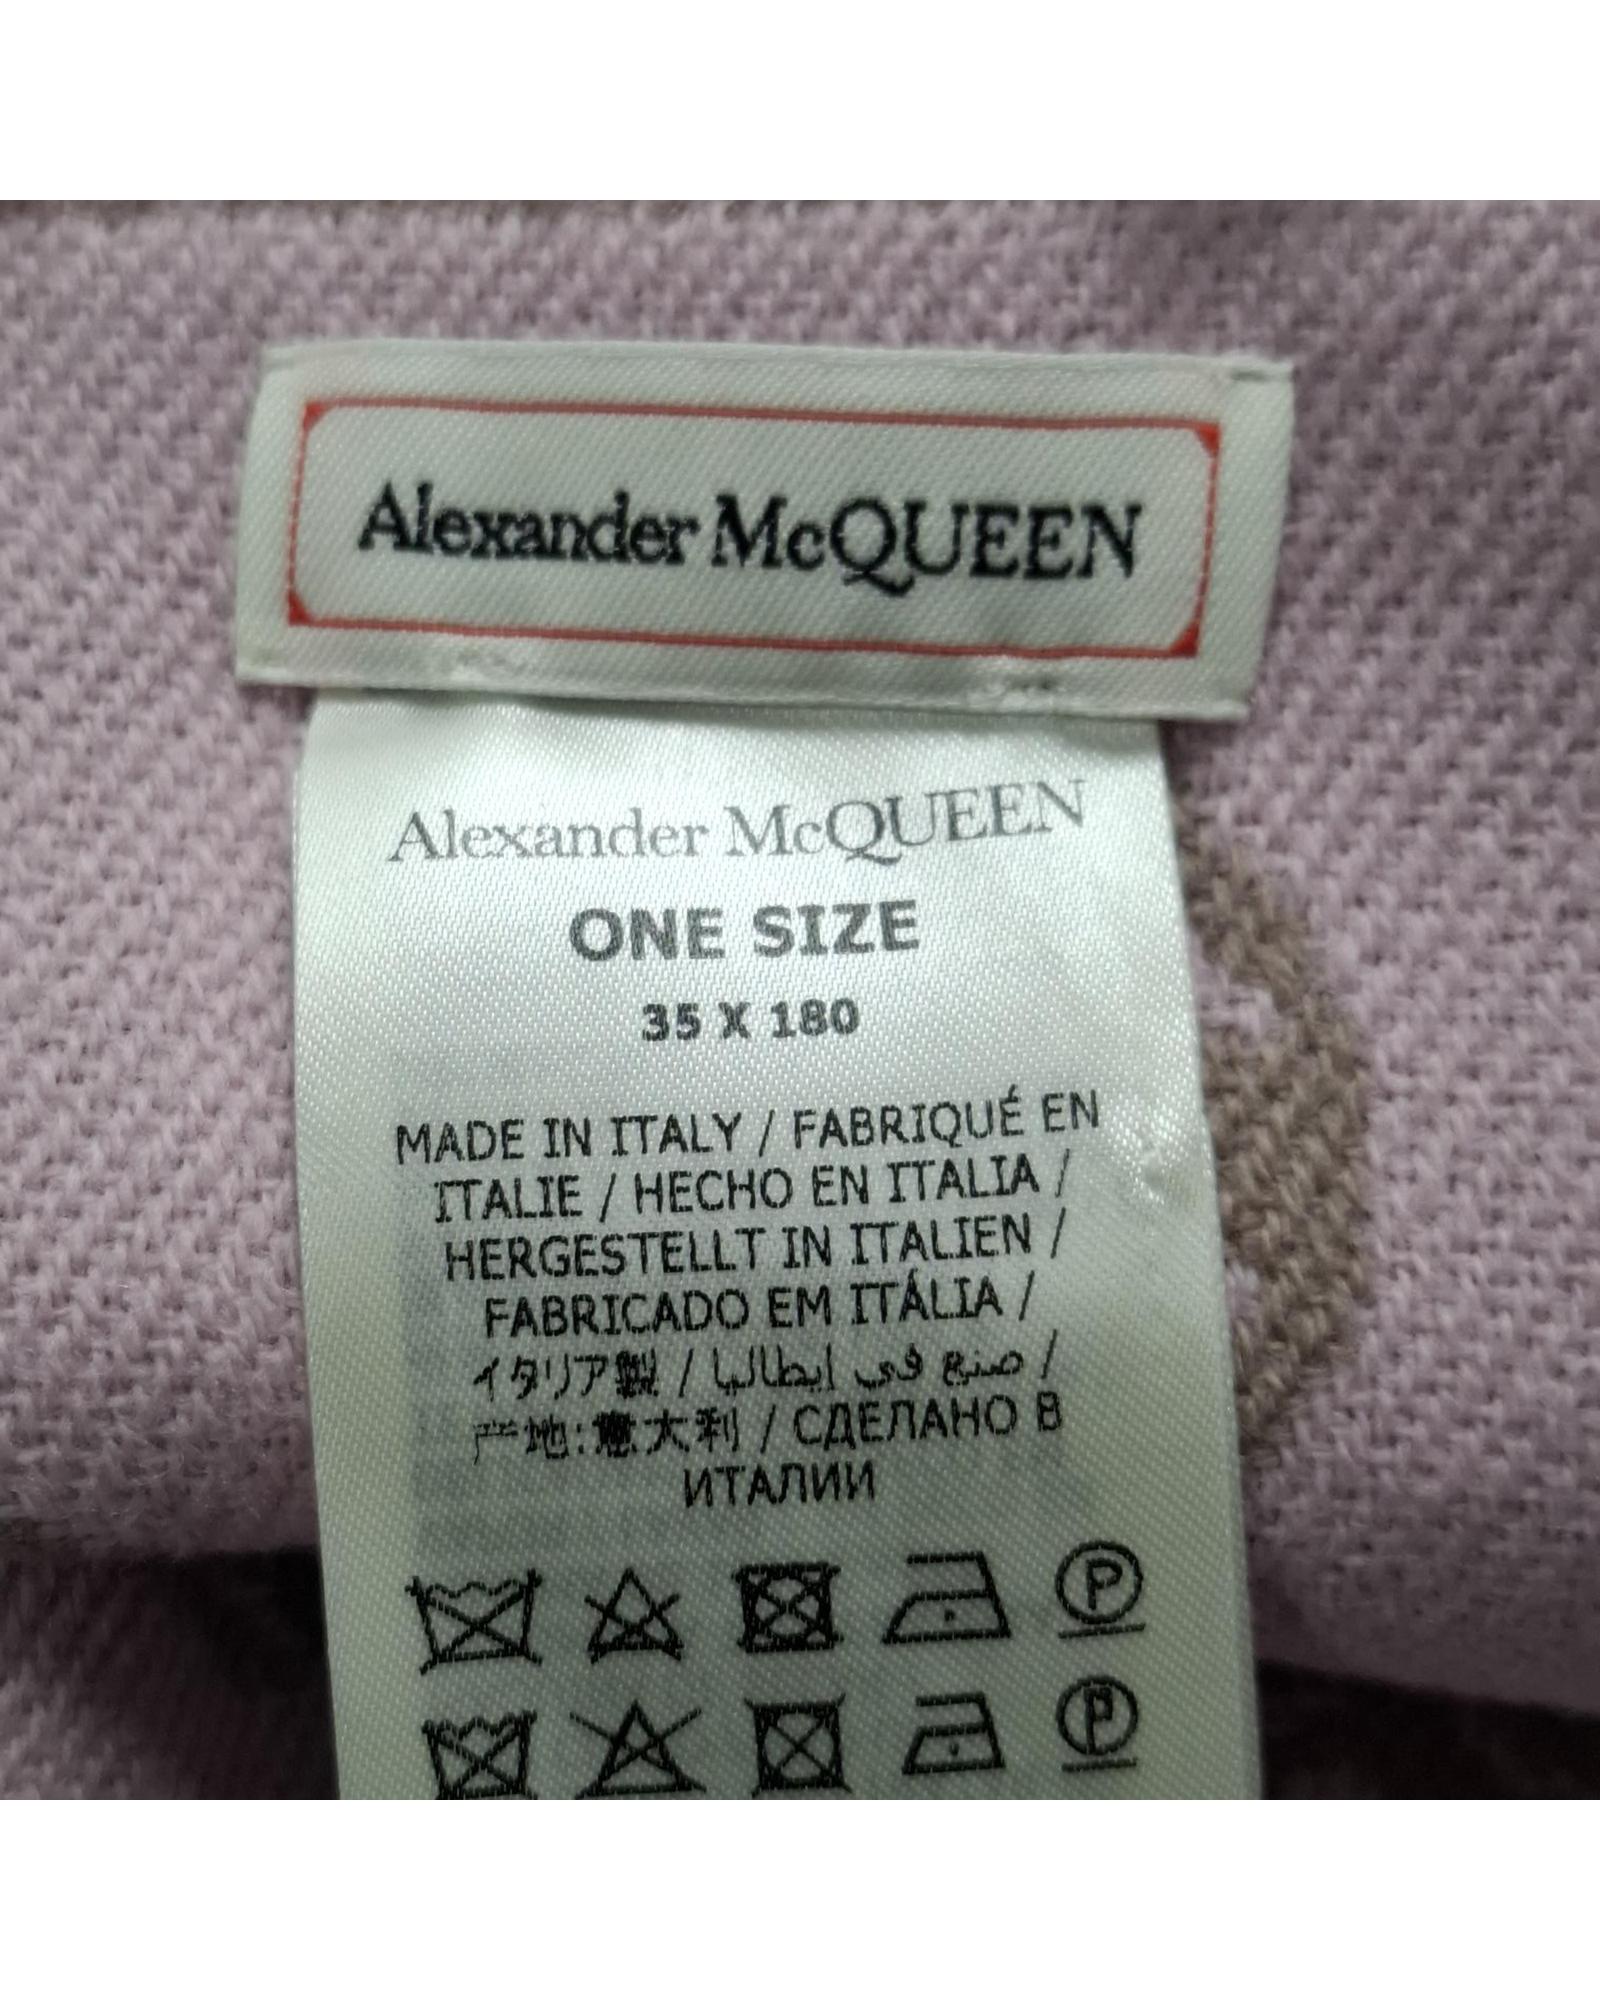 Alexander McQUEEN
Alexander McQUEEN
ONE SIZE
35 X 180
MADE IN ITALY / FABRIQUÉ EN
ITALIE / HECHO EN ITALIA /
HERGESTELLT IN ITALIEN /
FABRICADO EM ITÁLIA /
イタリア製 / صنع في ايطاليا /
产地:意大利 / СДЕЛАНО В
ИТАЛИИ
P
P